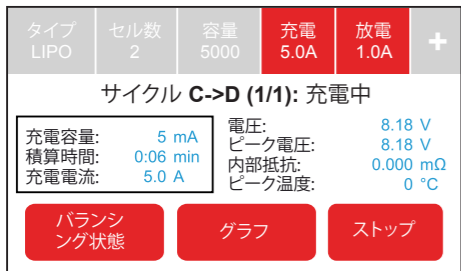 タイプ セル数 容量 充電 放電 +
LIPO 2 5000 5.0A 1.0A
サイクル C->D (1/1): 充電中
充電容量: 5 mA
積算時間: 0:06 min
充電電流: 5.0 A
電圧: 8.18 V
ピーク電圧: 8.18 V
内部抵抗: 0.000 mΩ
ピーク温度: 0 °C
バランシ
ング状態
グラフ
ストップ